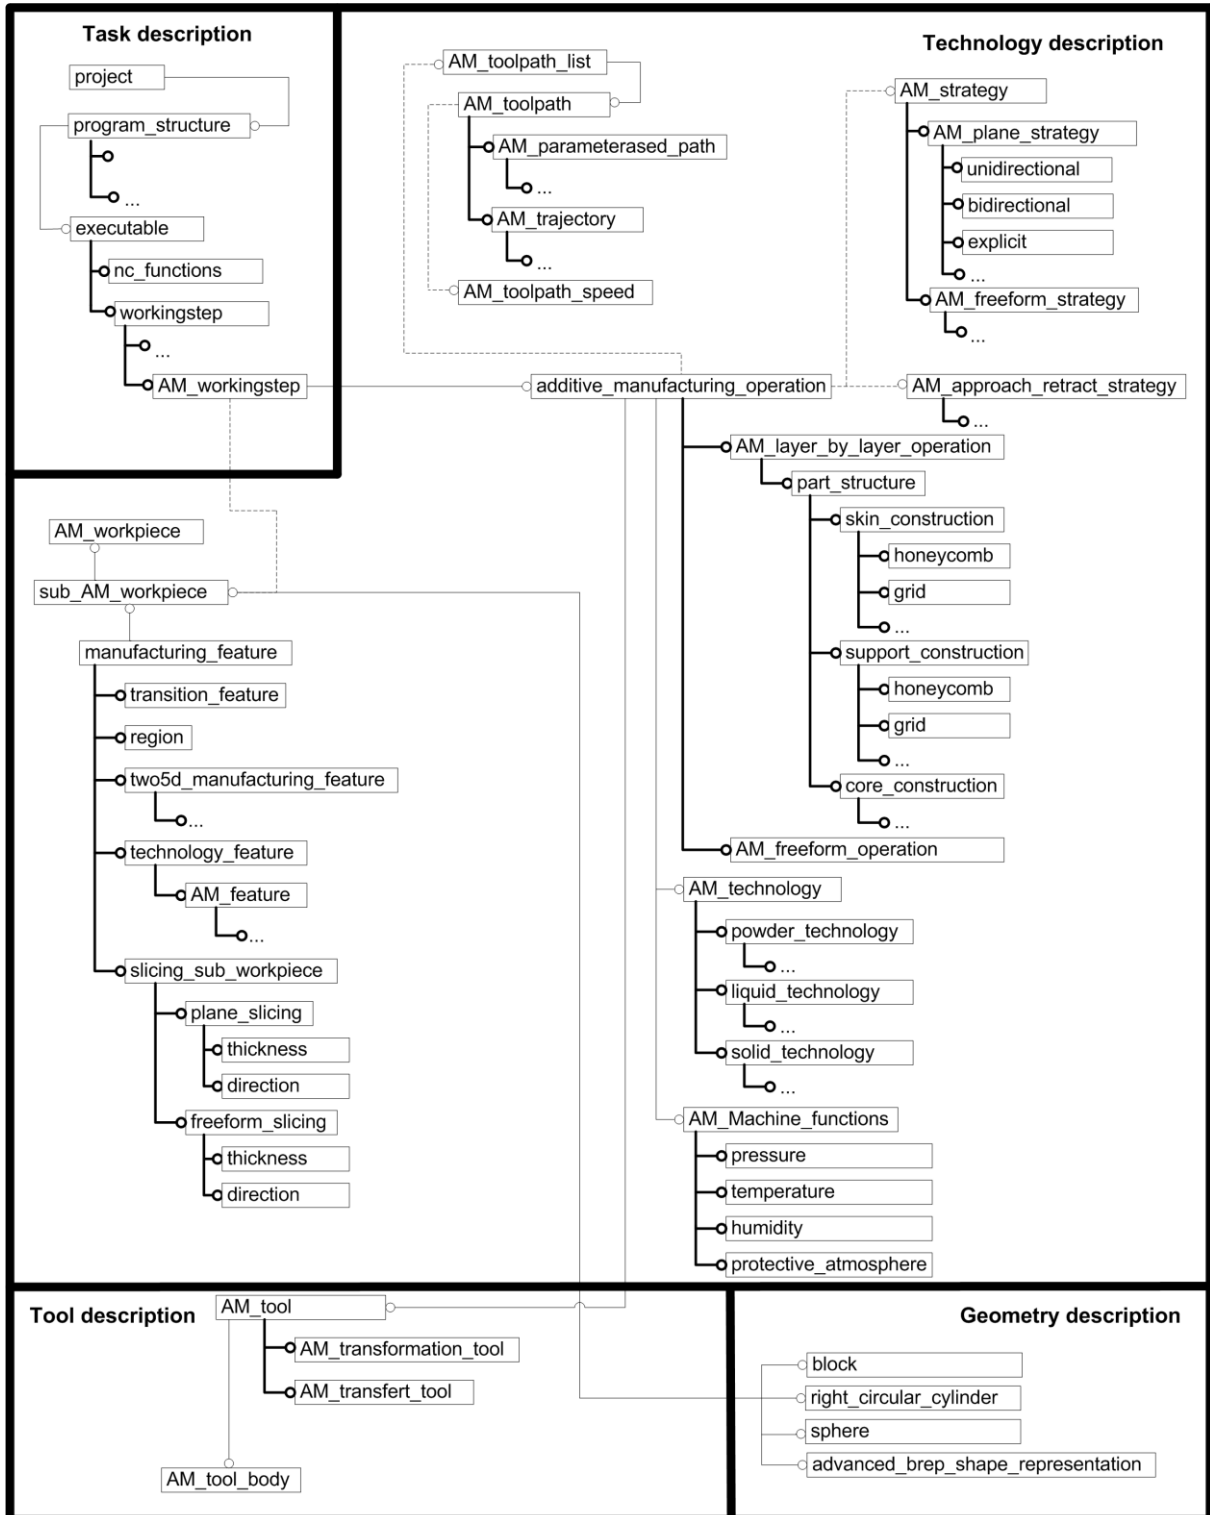 Task description
project
program_structure
...
executable
nc_functions
workingstep
...
AM_workingstep
Technology description
AM_toolpath_list
AM_toolpath
AM_parameterased_path
...
AM_trajectory
...
AM_toolpath_speed
AM_strategy
AM_plane_strategy
unidirectional
bidirectional
explicit
...
AM_freeform_strategy
...
additive_manufacturing_operation
AM_approach_retract_strategy
...
AM_layer_by_layer_operation
part_structure
skin_construction
honeycomb
grid
...
support_construction
honeycomb
grid
...
core_construction
...
AM_freeform_operation
AM_technology
powder_technology
...
liquid_technology
...
solid_technology
...
AM_Machine_functions
pressure
temperature
humidity
protective_atmosphere
AM_workpiece
sub_AM_workpiece
manufacturing_feature
transition_feature
region
two5d_manufacturing_feature
...
technology_feature
AM_feature
...
slicing_sub_workpiece
plane_slicing
thickness
direction
freeform_slicing
thickness
direction
Tool description
AM_tool
AM_transformation_tool
AM_transfert_tool
AM_tool_body
Geometry description
block
right_circular_cylinder
sphere
advanced_brep_shape_representation